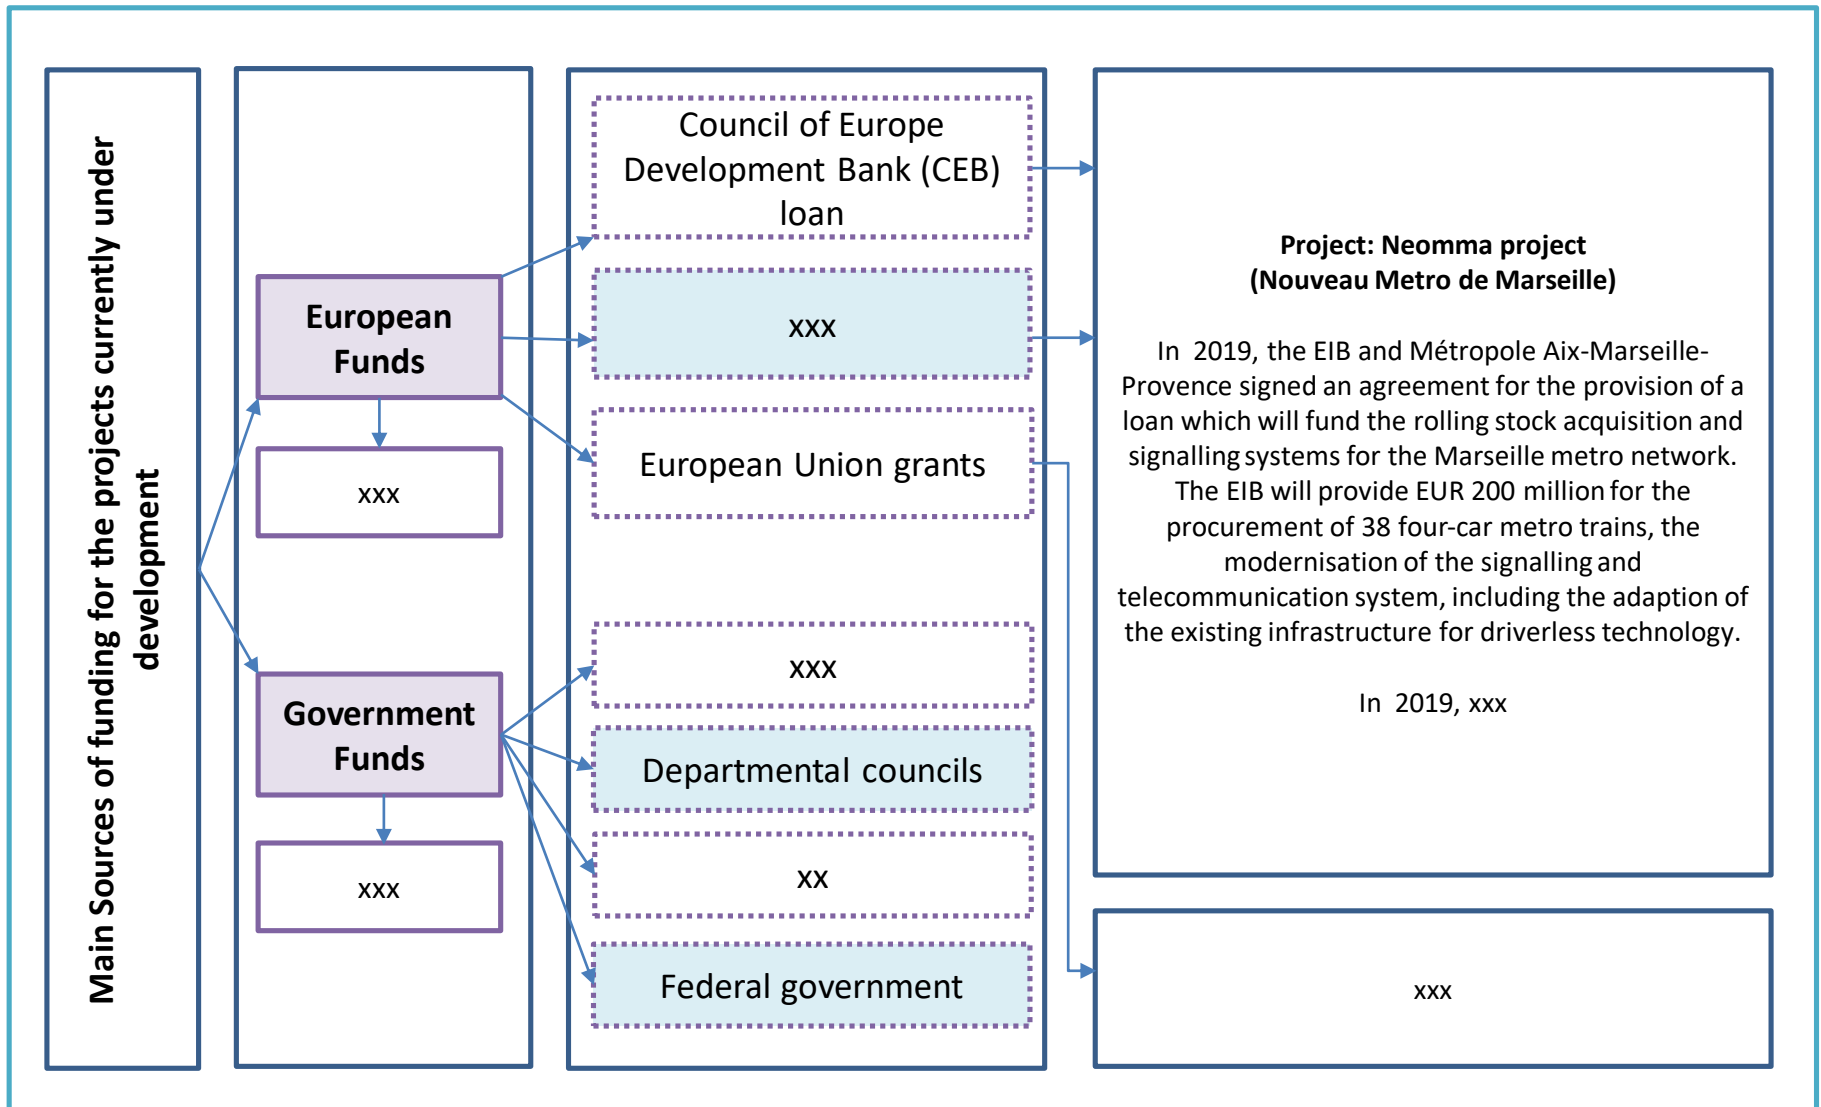 Main Sources of funding for the projects currently under
development
European
Funds
xxx
Government
Funds
xxx
Council of Europe
Development Bank (CEB)
loan
xxx
European Union grants
xxx
Departmental councils
xx
Federal government
Project: Neomma project
(Nouveau Metro de Marseille)
In 2019, the EIB and Métropole Aix-Marseille-
Provence signed an agreement for the provision of a
loan which will fund the rolling stock acquisition and
signalling systems for the Marseille metro network.
The EIB will provide EUR 200 million for the
procurement of 38 four-car metro trains, the
modernisation of the signalling and
telecommunication system, including the adaption of
the existing infrastructure for driverless technology.
In 2019, xxx
xxx